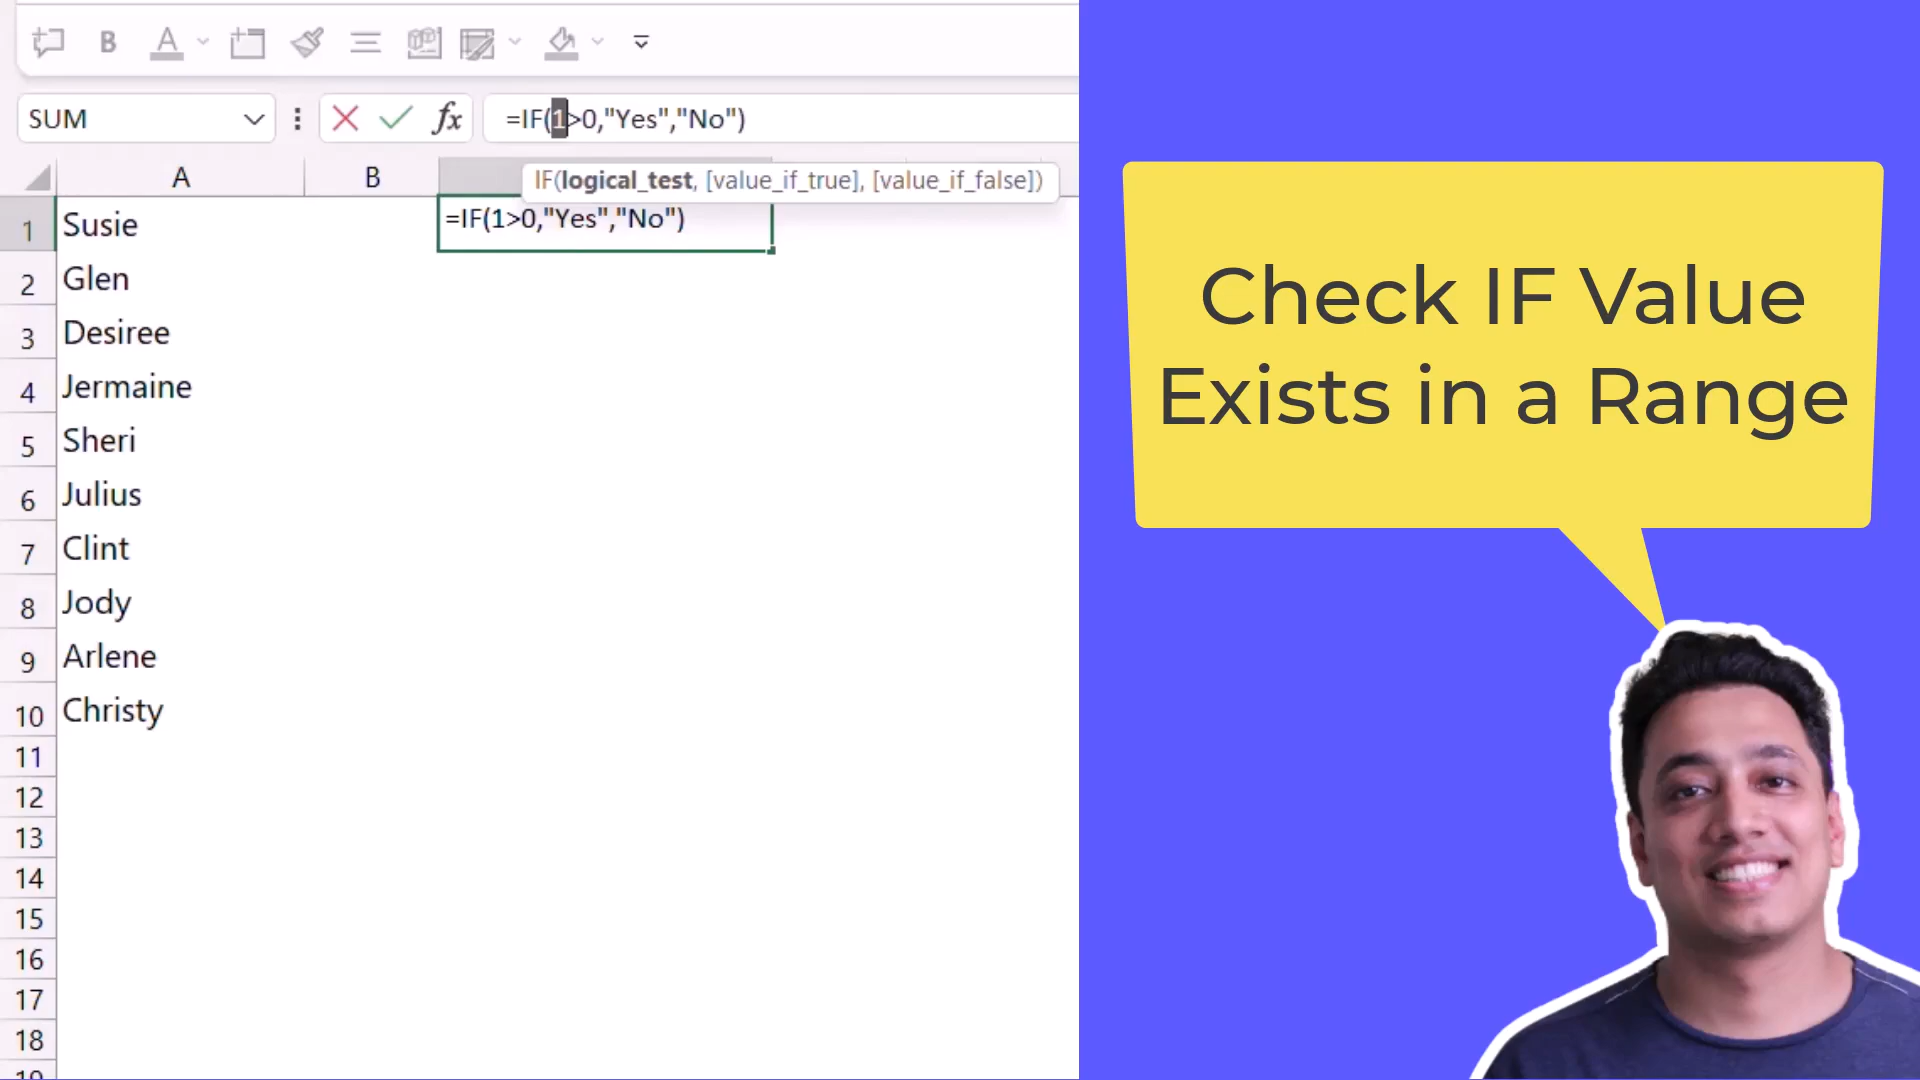 B A
SUM
fx
=IF(1>0,"Yes","No")
A B
IF(logical_test, [value_if_true], [value_if_false])
1 Susie =IF(1>0,"Yes","No")
2 Glen
3 Desiree
4 Jermaine
5 Sheri
6 Julius
7 Clint
8 Jody
9 Arlene
10 Christy
11
12
13
14
15
16
17
18
19
Check IF Value
Exists in a Range